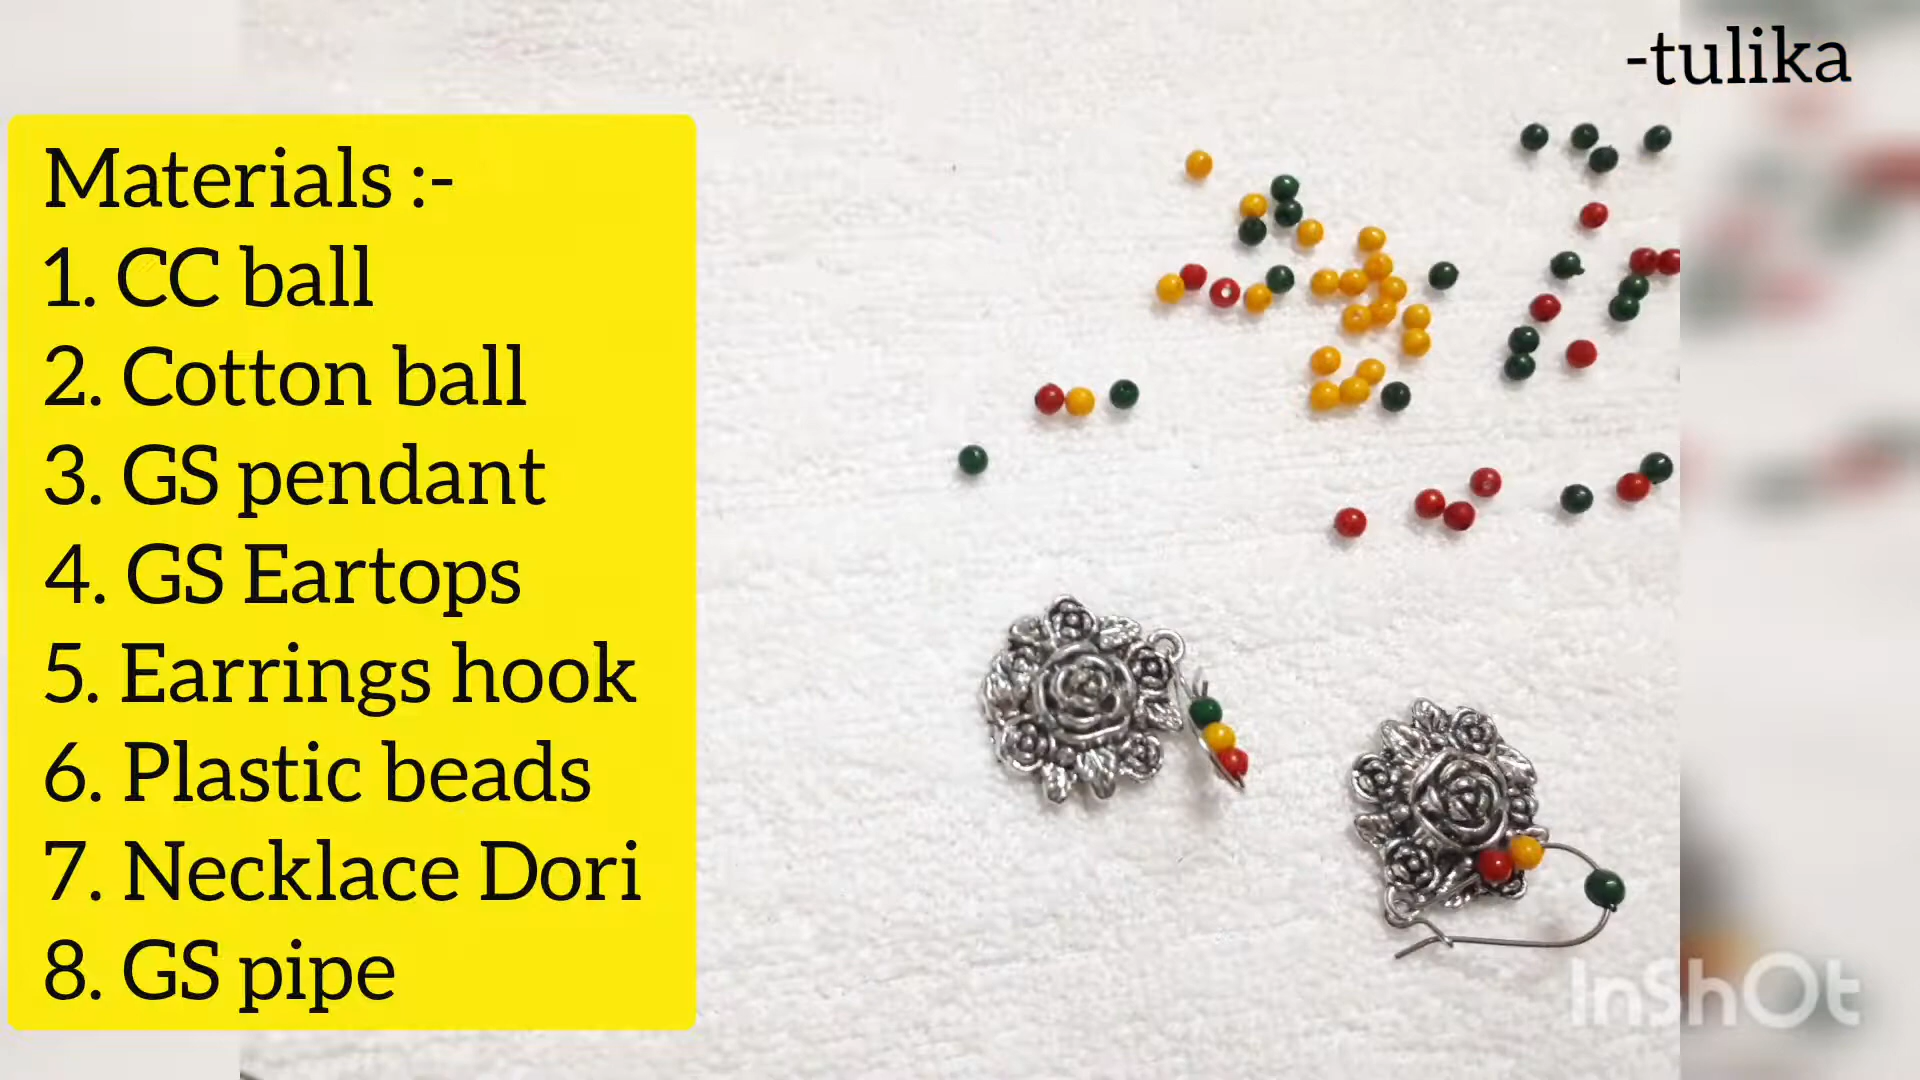 -tulika
Materials :-
1. CC ball
2. Cotton ball
3. GS pendant
4. GS Eartops
5. Earrings hook
6. Plastic beads
7. Necklace Dori
8. GS pipe
InShOt